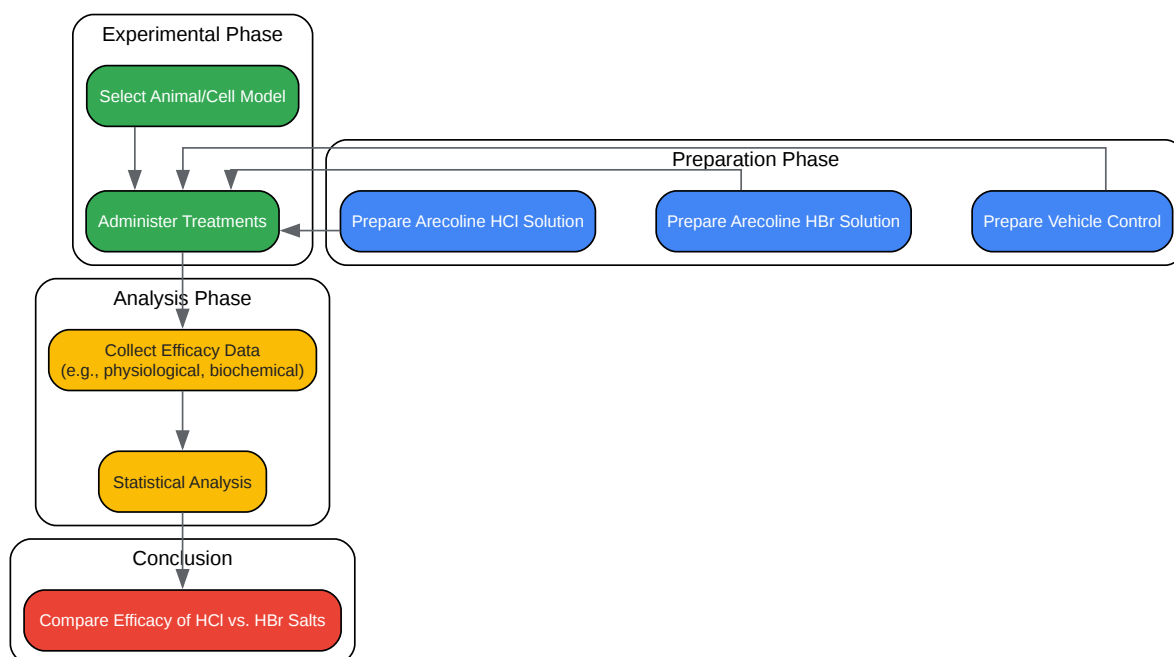 Experimental Phase
Select Animal/Cell Model
Preparation Phase
Administer Treatments
Prepare Arecoline HCl Solution
Prepare Arecoline HBr Solution
Prepare Vehicle Control
Analysis Phase
Collect Efficacy Data
(e.g., physiological, biochemical)
Statistical Analysis
Conclusion
Compare Efficacy of HCl vs. HBr Salts